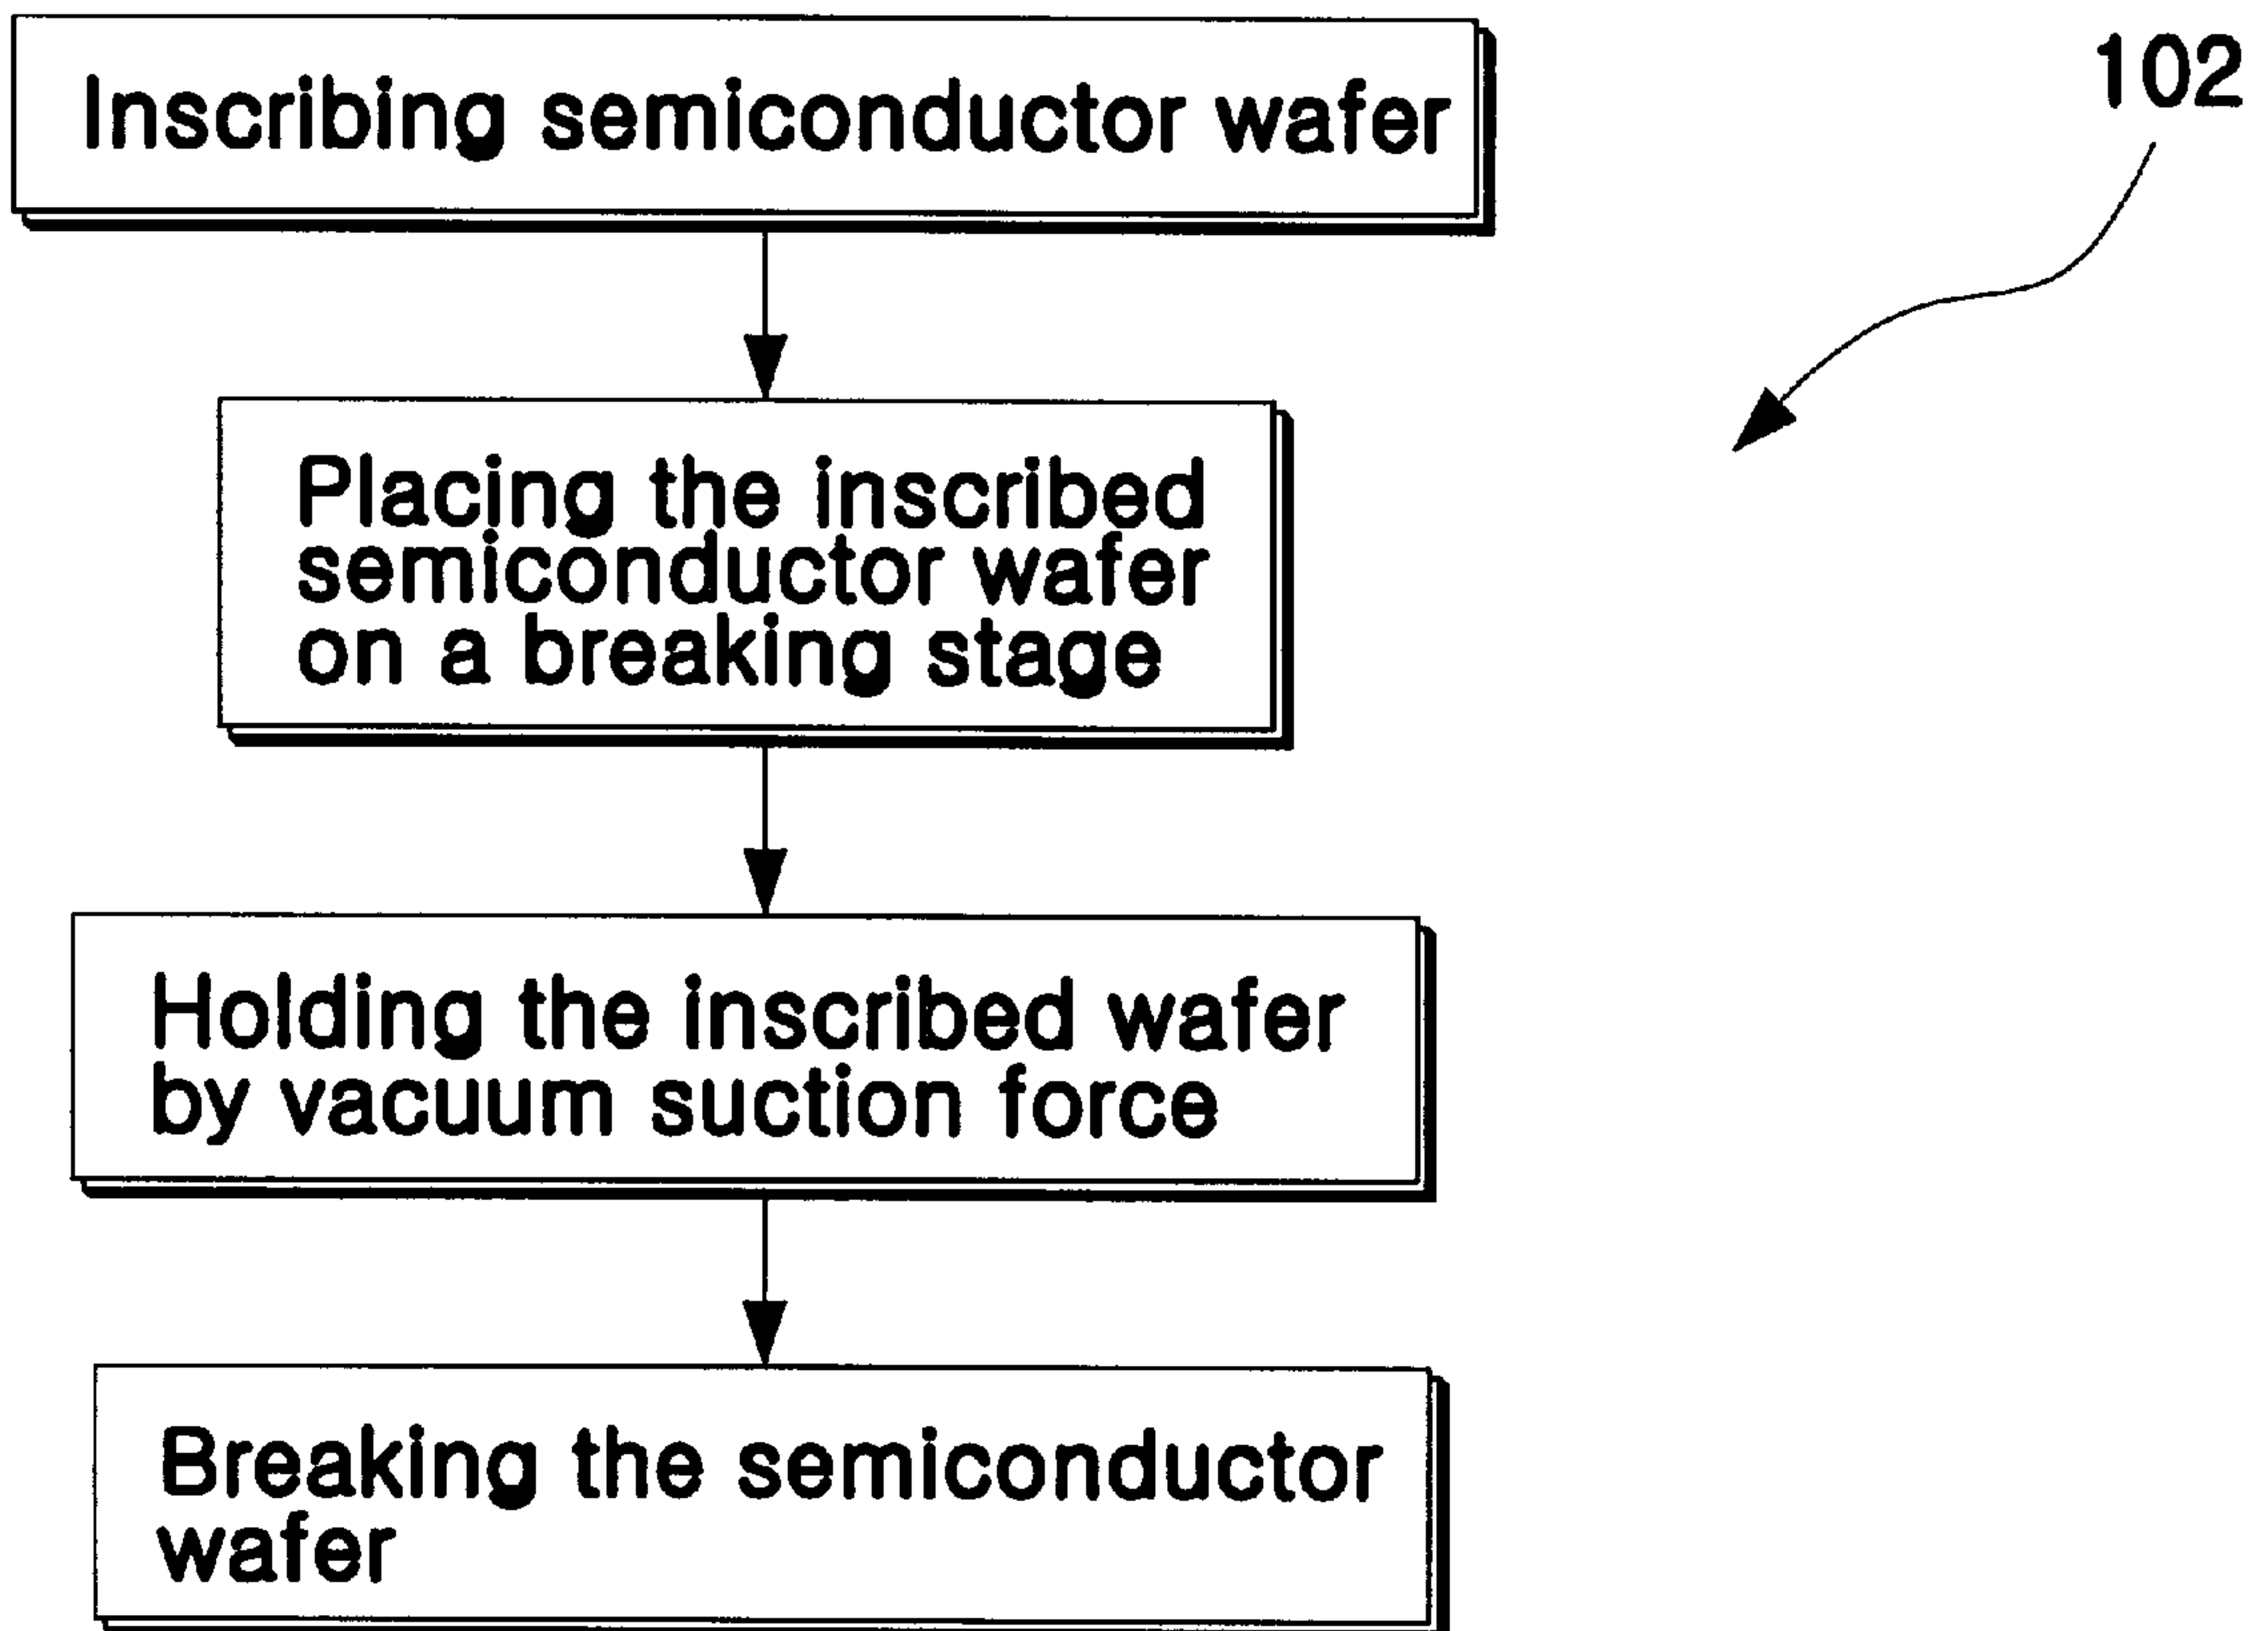 Inscribing semiconductor wafer
102
Placing the inscribed
semiconductor wafer
on a breaking stage
Holding the inscribed wafer
by vacuum suction force
Breaking the semiconductor
wafer